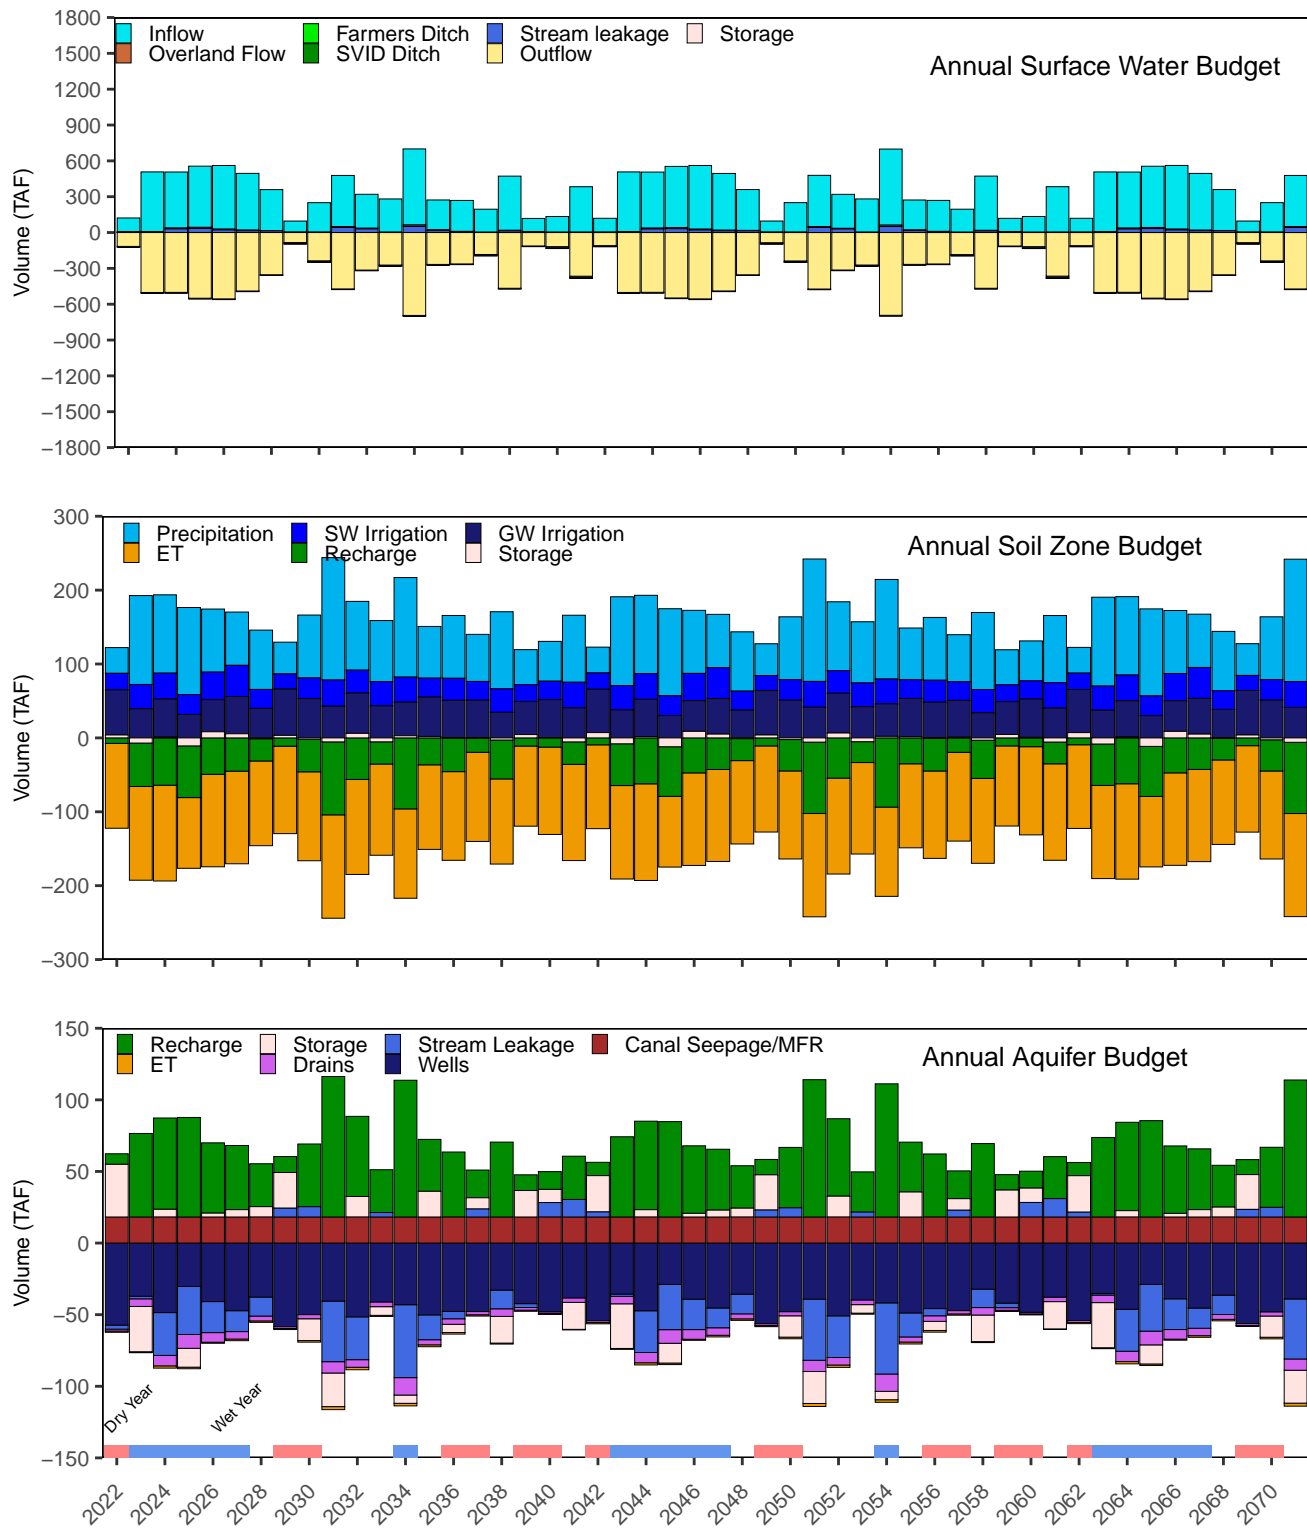 1800
1500
1200
900
600
300
0
−300
−600
−900
−1200
−1500
−1800
Volume (TAF)
Inflow Farmers Ditch Stream leakage Storage
Overland Flow SVID Ditch Outflow
Annual Surface Water Budget
300
200
100
0
−100
−200
−300
Volume (TAF)
Precipitation SW Irrigation GW Irrigation
ET Recharge Storage
Annual Soil Zone Budget
150
100
50
0
−50
−100
−150
Volume (TAF)
Recharge Storage Stream Leakage Canal Seepage/MFR
ET Drains Wells
Annual Aquifer Budget
Dry Year Wet Year
2022 2024 2026 2028 2030 2032 2034 2036 2038 2040 2042 2044 2046 2048 2050 2052 2054 2056 2058 2060 2062 2064 2066 2068 2070